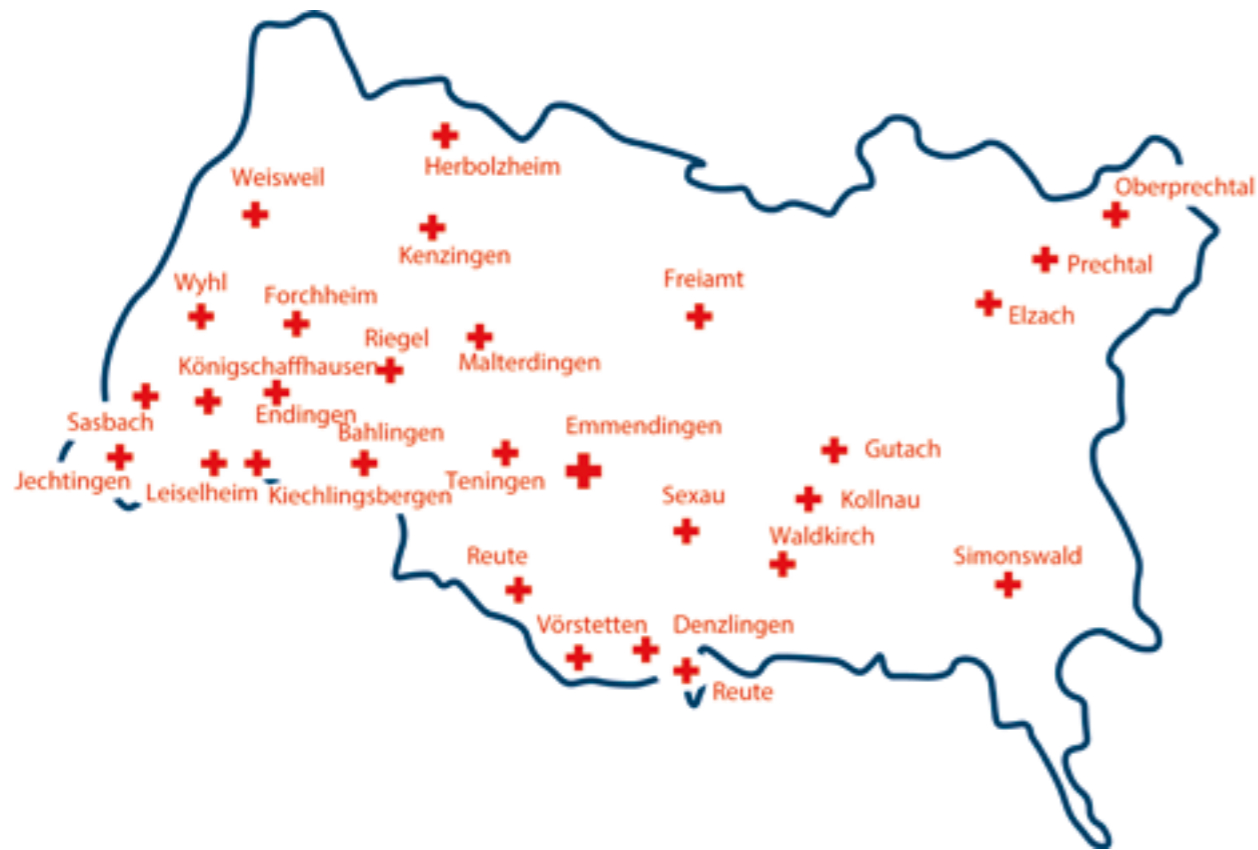 Herbolzheim
Weisweil
Oberprechtal
Kenzingen
Prechtal
Wyhl
Freiamt
Forchheim
Elzach
Riegel
Malterdingen
Königschaffhausen
Endingen
Sasbach
Emmendingen
Bahlingen
Gutach
Jechtingen
Teningen
Leiselheim
Kiechlingsbergen
Sexau
Kollnau
Waldkirch
Reute
Simonswald
Vörstetten
Denzlingen
Reute